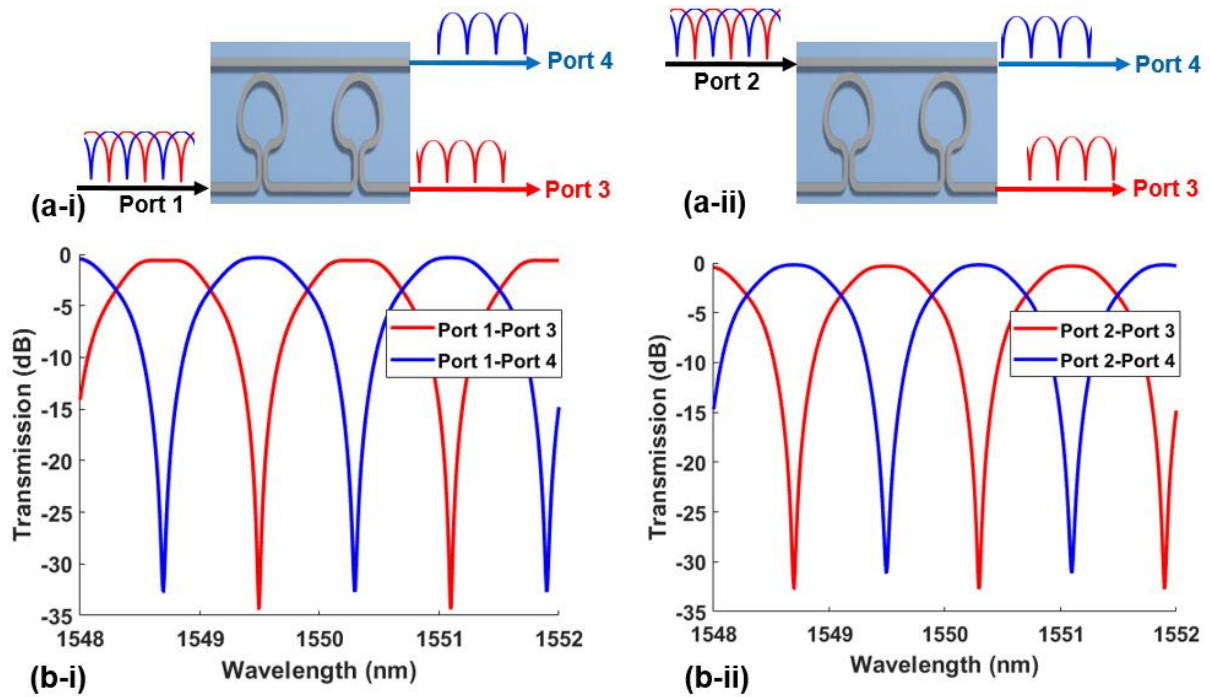 Port 4
Port 1
Port 3
(a-i)
Port 2
Port 4
Port 3
(a-ii)
Transmission (dB)
0
-5
-10
-15
-20
-25
-30
-35
Port 1-Port 3
Port 1-Port 4
1548
1549
1550
1551
1552
Wavelength (nm)
(b-i)
Transmission (dB)
0
-5
-10
-15
-20
-25
-30
-35
Port 2-Port 3
Port 2-Port 4
1548
1549
1550
1551
1552
Wavelength (nm)
(b-ii)